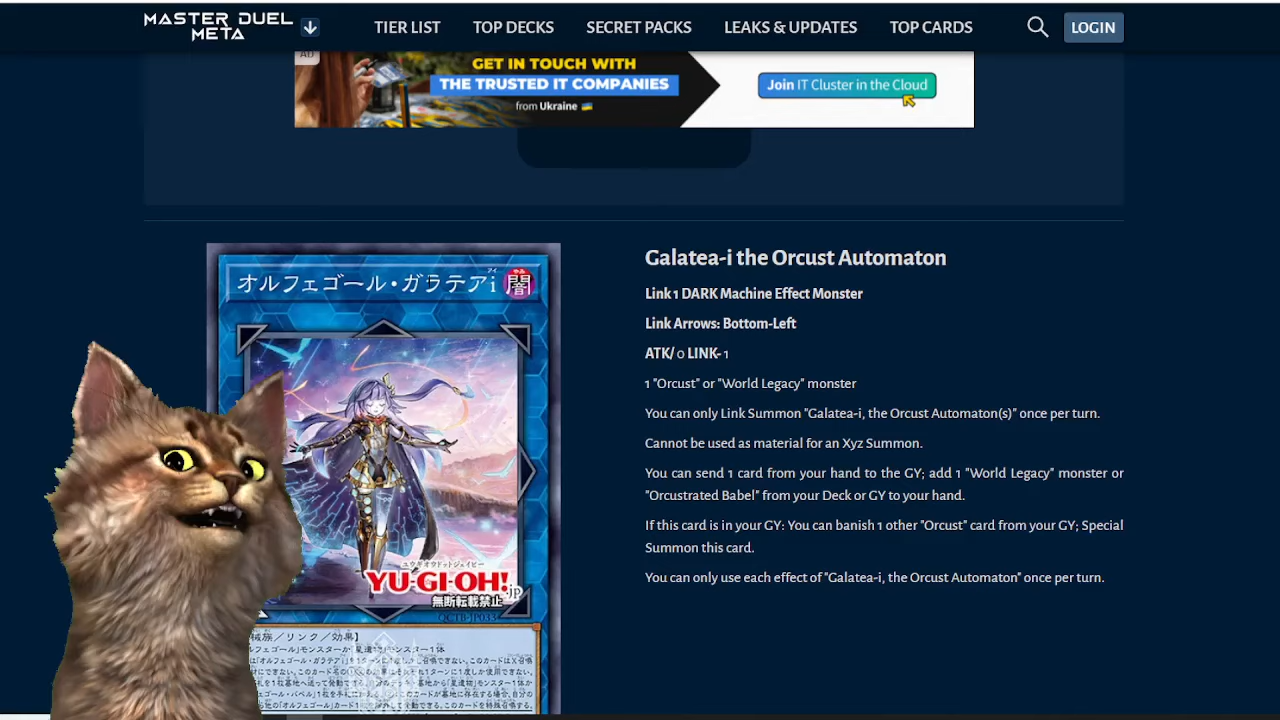 MASTER DUEL
META
TIER LIST
TOP DECKS
SECRET PACKS
LEAKS & UPDATES
TOP CARDS
LOGIN
AD
GET IN TOUCH WITH
THE TRUSTED IT COMPANIES
from Ukraine
Join IT Cluster in the Cloud
オルフェゴール・ガラテアi
闇
YU-GI-OH!
.jp
無断転載禁止
Galatea-i the Orcust Automaton
Link 1 DARK Machine Effect Monster
Link Arrows: Bottom-Left
ATK/ 0 LINK- 1
1 "Orcust" or "World Legacy" monster
You can only Link Summon "Galatea-i, the Orcust Automaton(s)" once per turn.
Cannot be used as material for an Xyz Summon.
You can send 1 card from your hand to the GY; add 1 "World Legacy" monster or
"Orcustrated Babel" from your Deck or GY to your hand.
If this card is in your GY: You can banish 1 other "Orcust" card from your GY; Special
Summon this card.
You can only use each effect of "Galatea-i, the Orcust Automaton" once per turn.